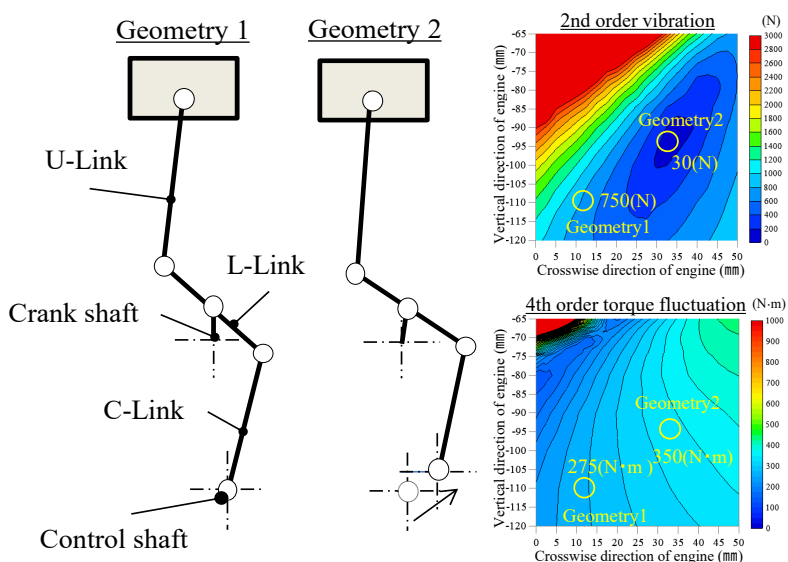 Geometry 1
Geometry 2
U-Link
L-Link
Crank shaft
C-Link
Control shaft
2nd order vibration
(N)
Vertical direction of engine (㎜)
-65
-70
-75
-80
-85
-90
-95
-100
-105
-110
-115
-120
Geometry2
30(N)
750(N)
Geometry1
0 5 10 15 20 25 30 35 40 45 50
Crosswise direction of engine (㎜)
3000
2800
2600
2400
2200
2000
1800
1600
1400
1200
1000
800
600
400
200
0
4th order torque fluctuation
(N·m)
Vertical direction of engine (㎜)
-65
-70
-75
-80
-85
-90
-95
-100
-105
-110
-115
-120
Geometry2
350(N・m)
275(N・m )
Geometry1
0 5 10 15 20 25 30 35 40 45 50
Crosswise direction of engine (㎜)
1000
900
800
700
600
500
400
300
200
100
0